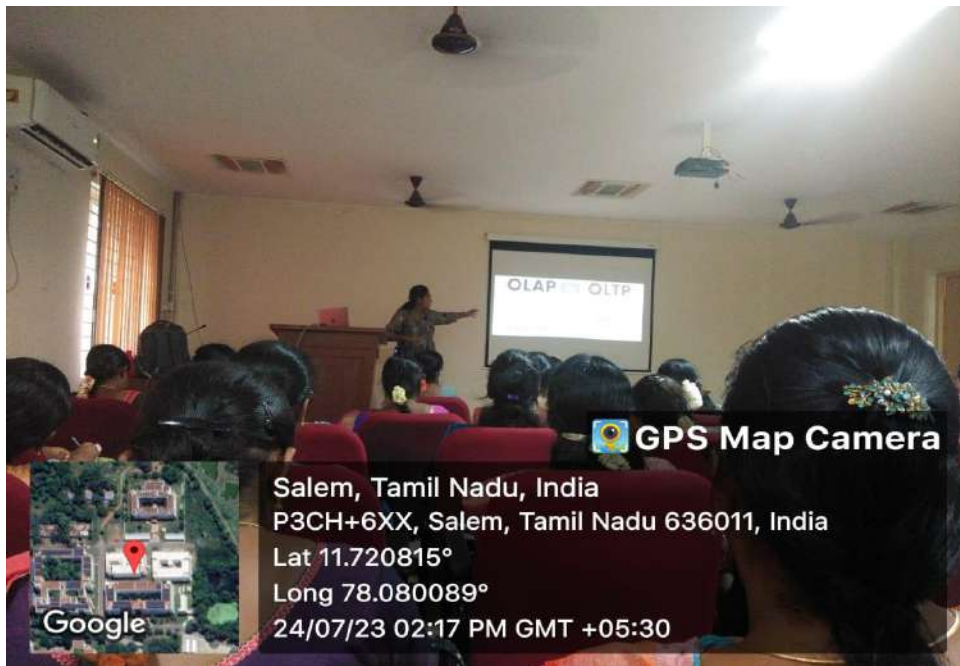 OLAP vs OLTP
GPS Map Camera
Salem, Tamil Nadu, India
P3CH+6XX, Salem, Tamil Nadu 636011, India
Lat 11.720815°
Long 78.080089°
24/07/23 02:17 PM GMT +05:30
Google